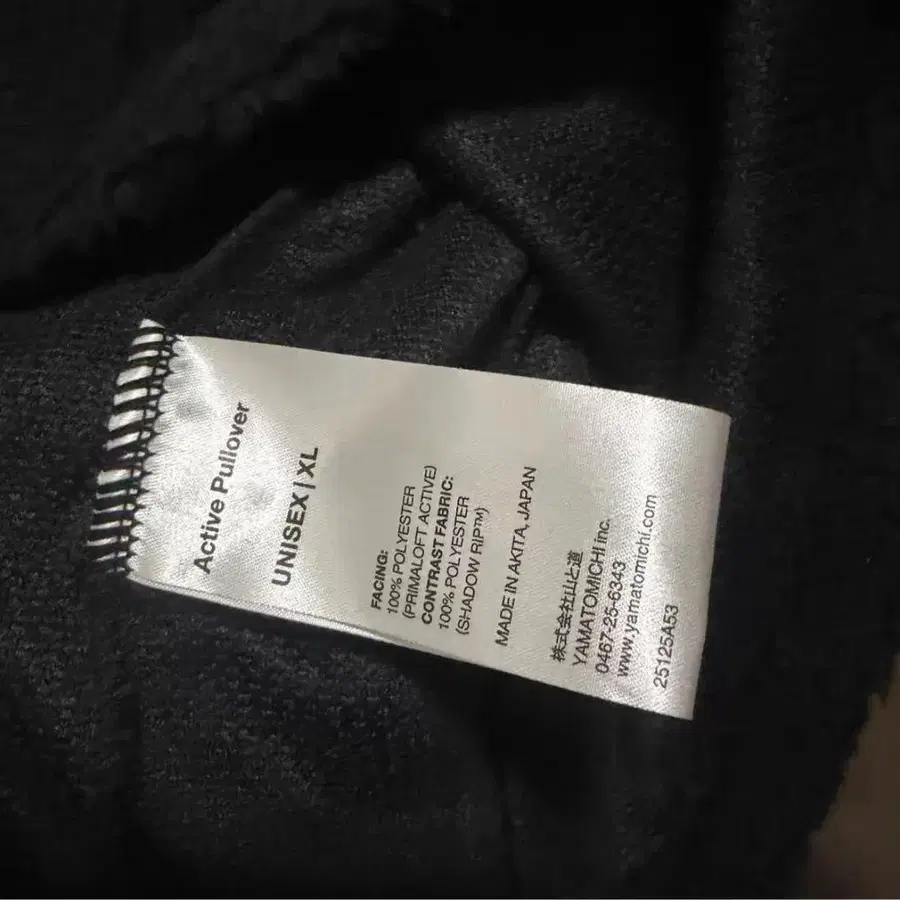 Active Pullover
UNISEX | XL
FACING:
100% POLYESTER
(PRIMALOFT ACTIVE)
CONTRAST FABRIC:
100% POLYESTER
(SHADOW RIP™)
MADE IN AKITA, JAPAN
株式会社山と道
YAMATOMICHI inc.
0467-25-6343
www.yamatomichi.com
25125A53